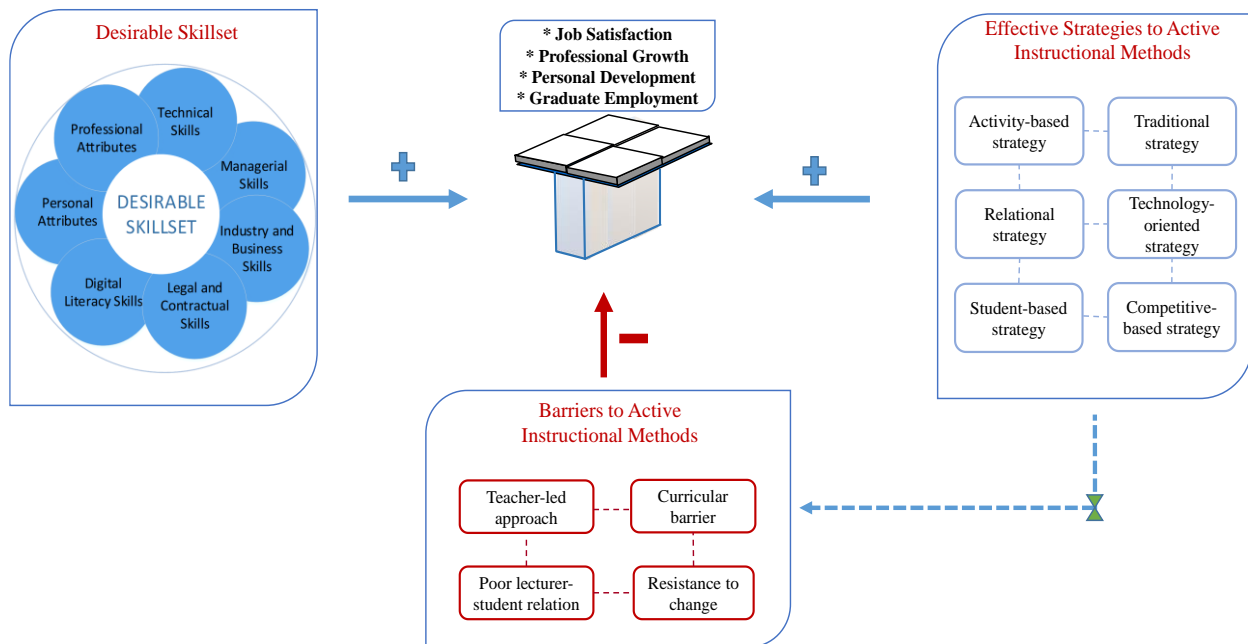 Desirable Skillset
Technical
Skills
Professional
Attributes
Managerial
Skills
Personal
Attributes
DESIRABLE
SKILLSET
Industry and
Business
Skills
Digital
Literacy Skills
Legal and
Contractual
Skills
* Job Satisfaction
* Professional Growth
* Personal Development
* Graduate Employment
Effective Strategies to Active
Instructional Methods
Activity-based
strategy
Traditional
strategy
Relational
strategy
Technology-
oriented
strategy
Student-based
strategy
Competitive-
based strategy
Barriers to Active
Instructional Methods
Teacher-led
approach
Curricular
barrier
Poor lecturer-
student relation
Resistance to
change